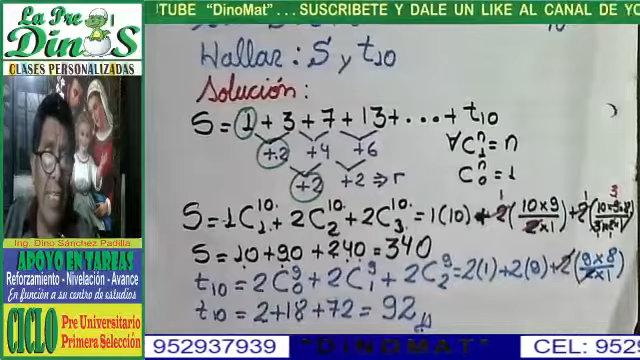 TUBE "DinoMat"... SUSCRIBETE Y DALE UN LIKE AL CANAL DE YO
La Pre
DinoS
CLASES PERSONALIZADAS
Hallar: S y t10
Solución:
S = 1 + 3 + 7 + 13 + ... + t10
+2 +4 +6
+2 +2 ⇒ r
∀ C₁ⁿ = n
C₀ⁿ = 1
S = 1C₁¹⁰ + 2C₂¹⁰ + 2C₃¹⁰ = 1(10) + 2(10×9/2×1) + 2(10×9×8/3×2×1)
S = 10 + 90 + 240 = 340
t10 = 2C₀⁹ + 2C₁⁹ + 2C₂⁹ = 2(1) + 2(9) + 2(9×8/2×1)
t10 = 2 + 18 + 72 = 92
Ing. Dino Sánchez Padilla.
APOYO EN TAREAS
Reforzamiento - Nivelación - Avance
En función a su centro de estudios
CICLO Pre Universitario
Primera Selección
952937939 "DINOMAT" CEL: 952